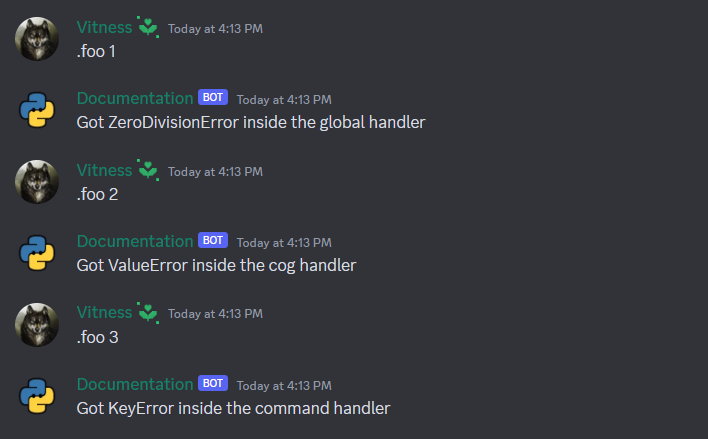 Vitness Today at 4:13 PM
.foo 1
Documentation BOT Today at 4:13 PM
Got ZeroDivisionError inside the global handler
Vitness Today at 4:13 PM
.foo 2
Documentation BOT Today at 4:13 PM
Got ValueError inside the cog handler
Vitness Today at 4:13 PM
.foo 3
Documentation BOT Today at 4:13 PM
Got KeyError inside the command handler